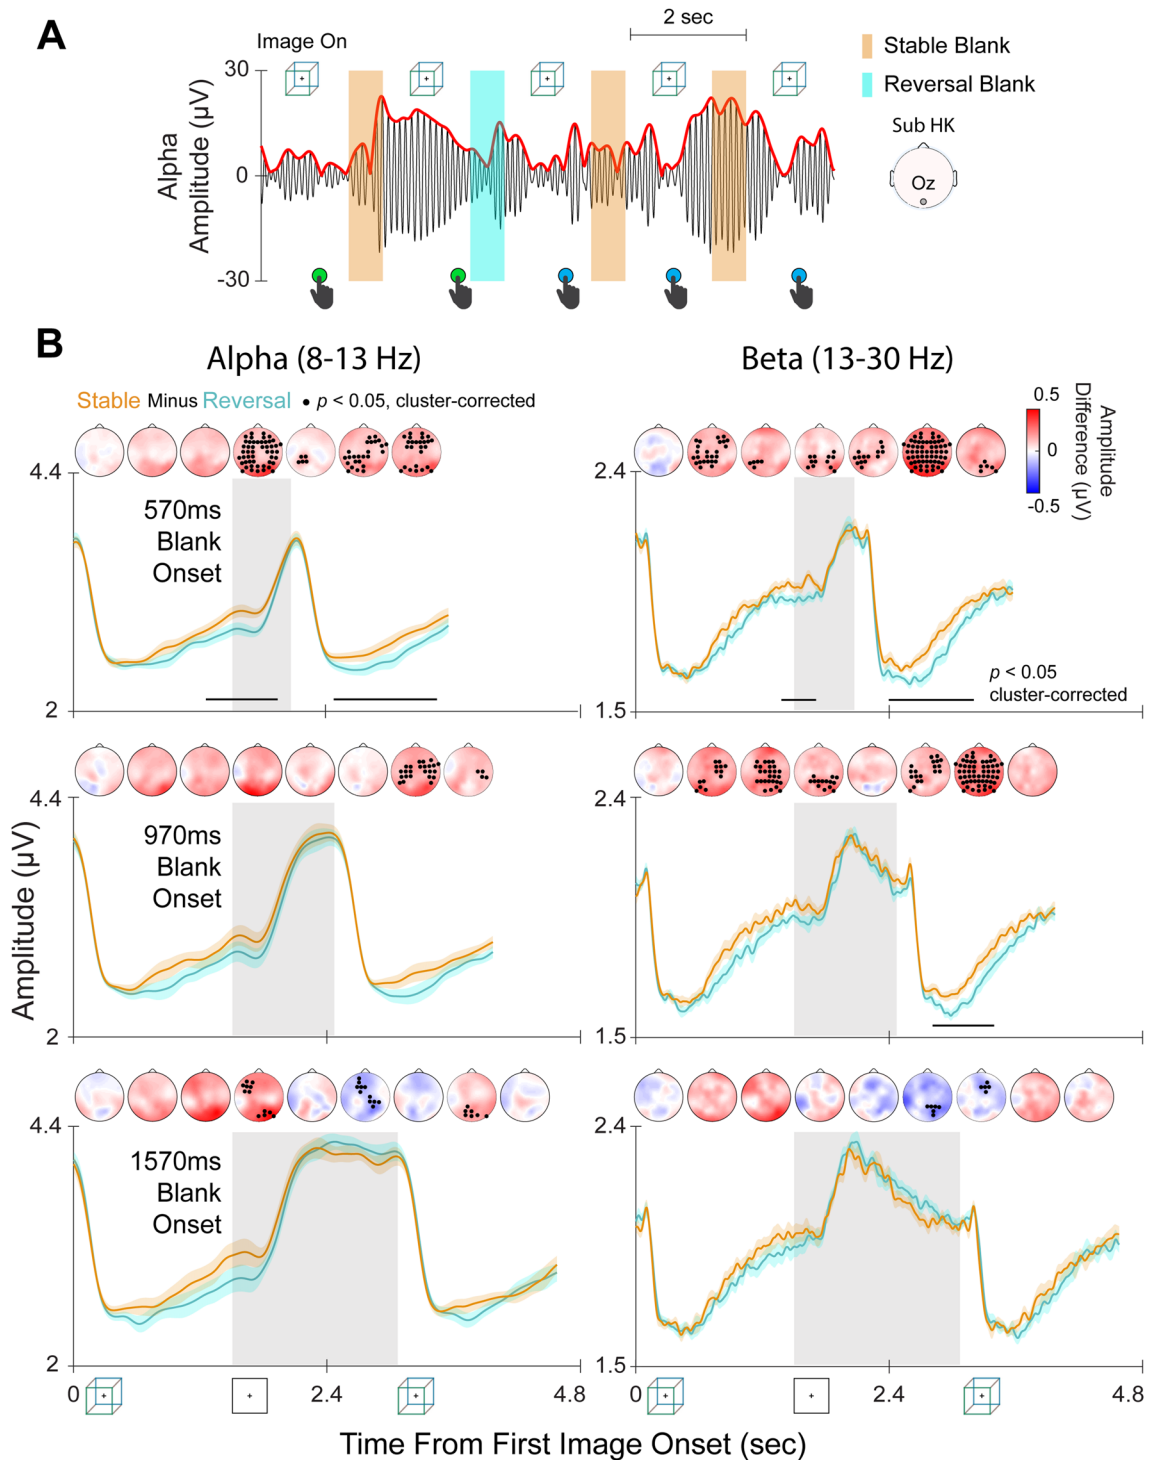 A
Image On
2 sec
Stable Blank
Reversal Blank
Sub HK
Oz
Alpha
Amplitude (µV)
30
0
-30
B
Alpha (8-13 Hz)
Beta (13-30 Hz)
Stable Minus Reversal • p < 0.05, cluster-corrected
0.5
0
-0.5
Amplitude
Difference (µV)
4.4
570ms
Blank
Onset
2
2.4
1.5
p < 0.05
cluster-corrected
4.4
970ms
Blank
Onset
2
2.4
1.5
Amplitude (µV)
4.4
1570ms
Blank
Onset
2
2.4
1.5
0
2.4
4.8
0
2.4
4.8
Time From First Image Onset (sec)